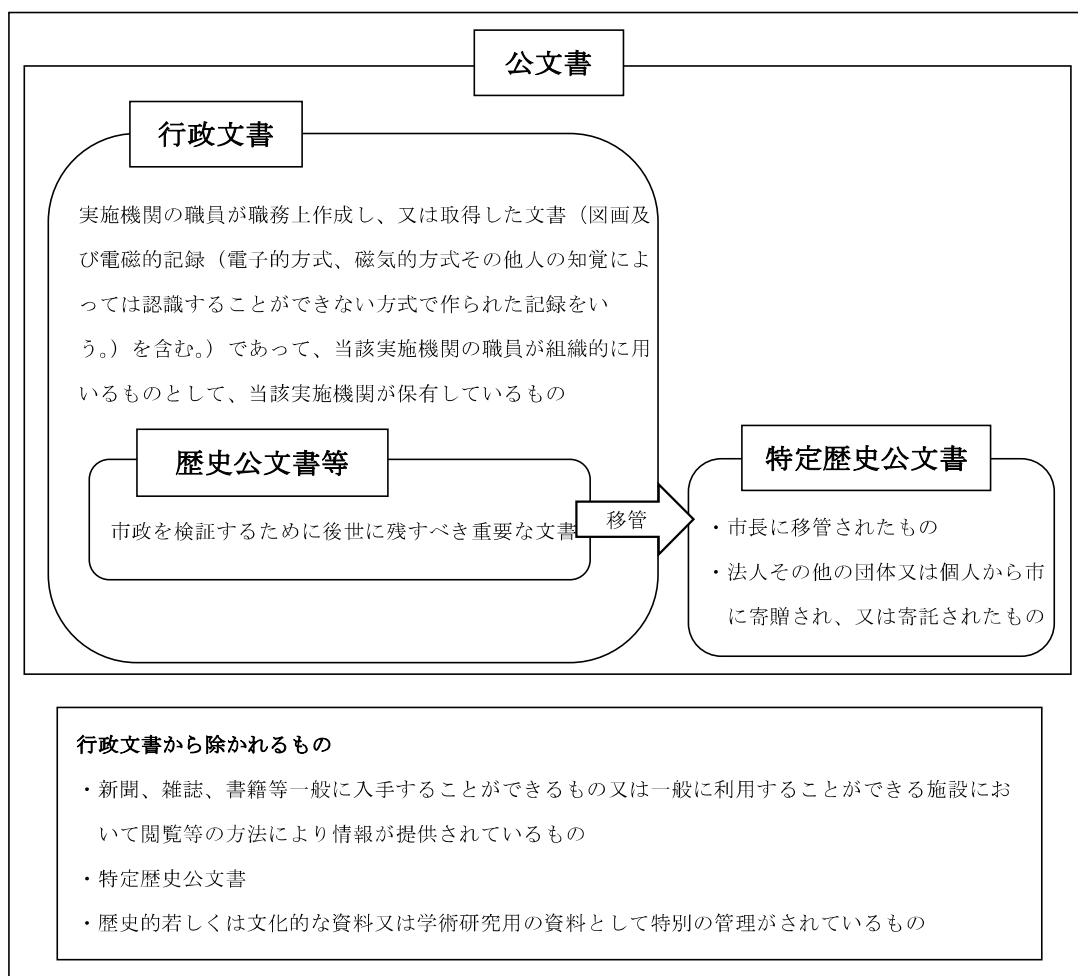 公文書
行政文書
実施機関の職員が職務上作成し、又は取得した文書（図画及
び電磁的記録（電子的方式、磁気的方式その他人の知覚によ
っては認識することができない方式で作られた記録をい
う。）を含む。）であって、当該実施機関の職員が組織的に用
いるものとして、当該実施機関が保有しているもの
歴史公文書等
市政を検証するために後世に残すべき重要な文書
移管
特定歴史公文書
・市長に移管されたもの
・法人その他の団体又は個人から市
に寄贈され、又は寄託されたもの
行政文書から除かれるもの
・新聞、雑誌、書籍等一般に入手することができるもの又は一般に利用することができる施設にお
いて閲覧等の方法により情報が提供されているもの
・特定歴史公文書
・歴史的若しくは文化的な資料又は学術研究用の資料として特別の管理がされているもの